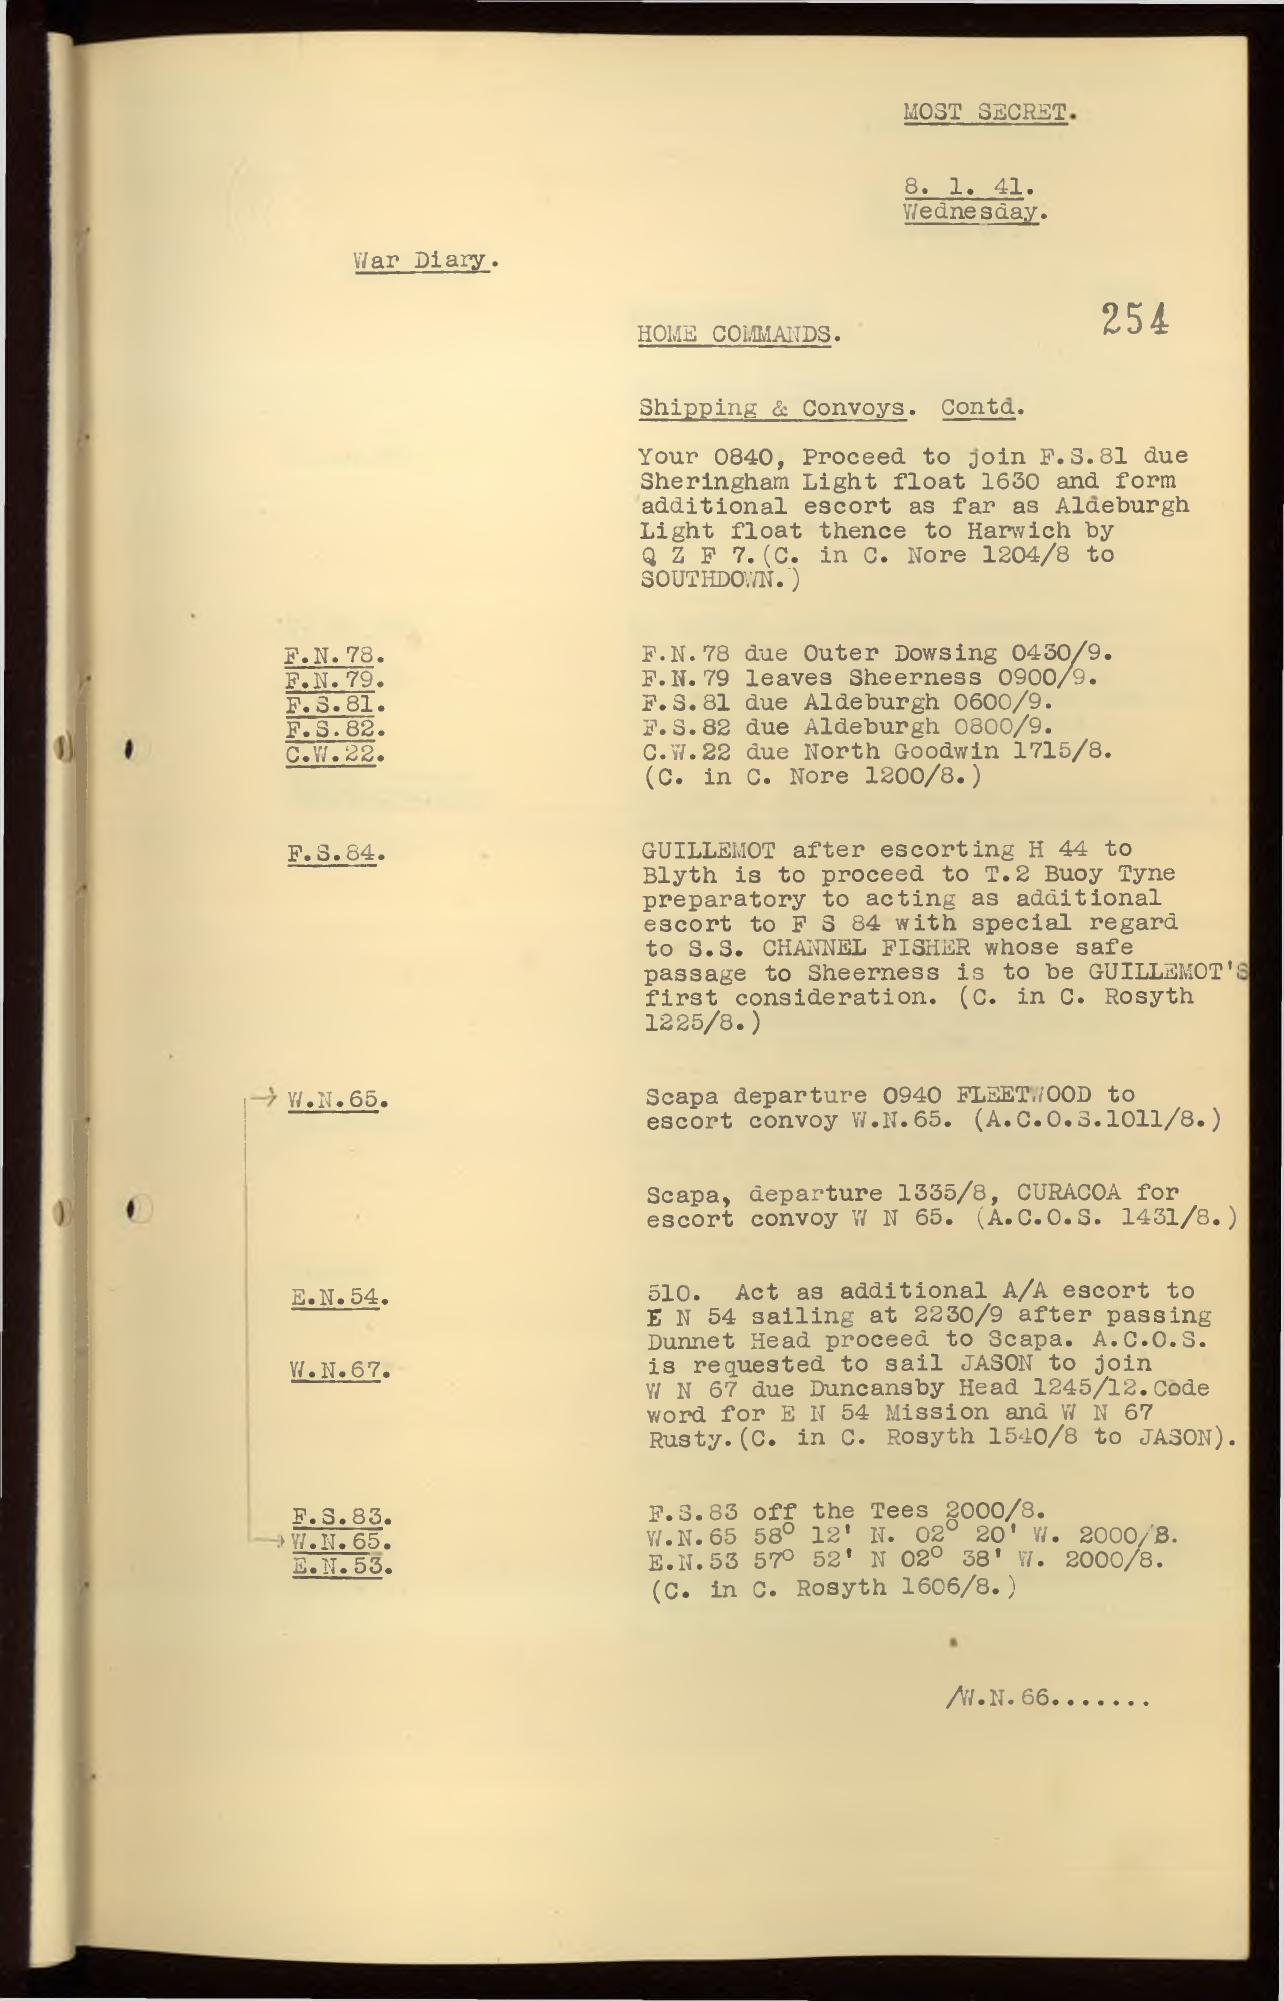 MOST SECRET.
8. 1. 41.
Wednesday.
War Diary.
254
HOME COMMANDS.
Shipping & Convoys. Contd.
Your 0840, Proceed to join F.S.81 due
Sheringham Light float 1630 and form
additional escort as far as Aldeburgh
Light float thence to Harwich by
Q Z F 7.(C. in C. Nore 1204/8 to
SOUTHDOWN.)
F.N.78. F.N.78 due Outer Dowsing 0430/9.
F.N.79. F.N.79 leaves Sheerness 0900/9.
F.S.81. F.S.81 due Aldeburgh 0600/9.
F.S.82. F.S.82 due Aldeburgh 0800/9.
C.W.22. C.W.22 due North Goodwin 1715/8.
(C. in C. Nore 1200/8.)
F.S.84. GUILLEMOT after escorting H 44 to
Blyth is to proceed to T.2 Buoy Tyne
preparatory to acting as additional
escort to F S 84 with special regard
to S.S. CHANNEL FISHER whose safe
passage to Sheerness is to be GUILLEMOT'S
first consideration. (C. in C. Rosyth
1225/8.)
W.N.65. Scapa departure 0940 FLEETWOOD to
escort convoy W.N.65. (A.C.O.S.1011/8.)
Scapa, departure 1335/8, CURACOA for
escort convoy W N 65. (A.C.O.S. 1431/8.)
E.N.54. 510. Act as additional A/A escort to
E N 54 sailing at 2230/9 after passing
Dunnet Head proceed to Scapa. A.C.O.S.
W.N.67. is requested to sail JASON to join
W N 67 due Duncansby Head 1245/12.Code
word for E N 54 Mission and W N 67
Rusty.(C. in C. Rosyth 1540/8 to JASON).
F.S.83. F.S.83 off the Tees 2000/8.
W.N.65. W.N.65 58° 12' N. 02° 20' W. 2000/8.
E.N.53. E.N.53 57° 52' N 02° 38' W. 2000/8.
(C. in C. Rosyth 1606/8.)
/W.N.66.......